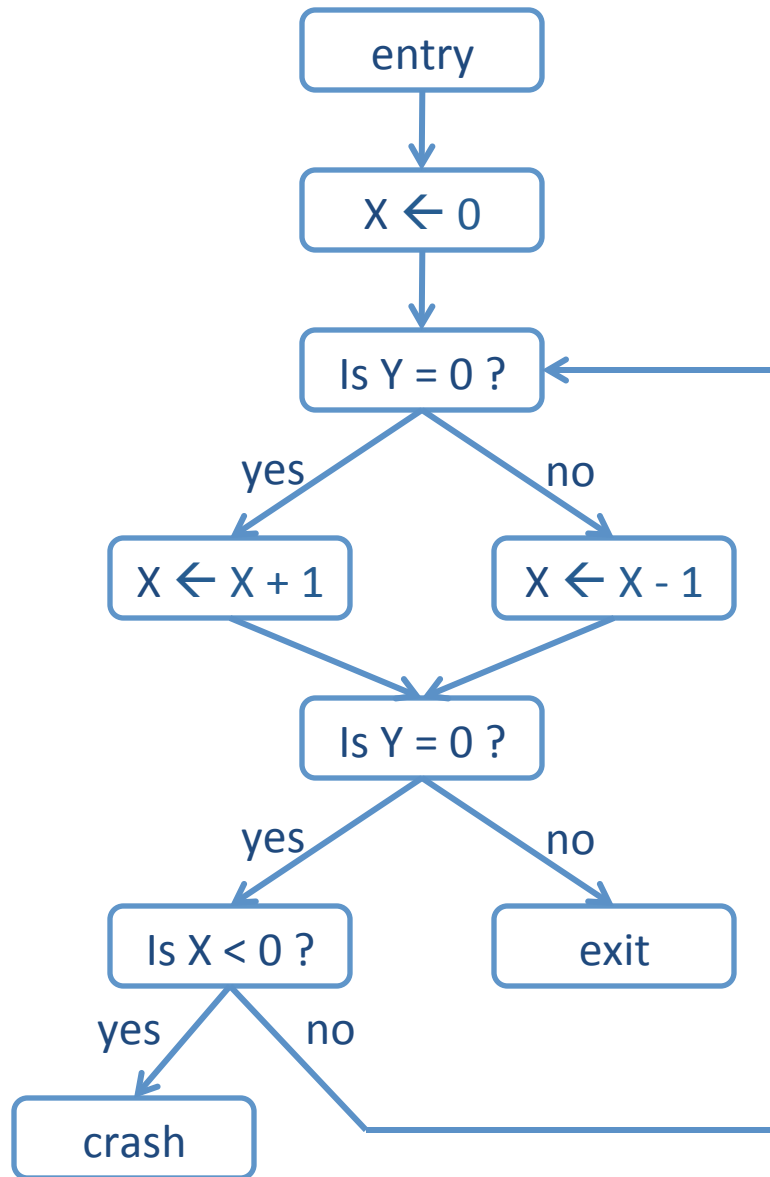 entry
X ← 0
Is Y = 0 ?
yes
no
X ← X + 1
X ← X - 1
Is Y = 0 ?
yes
no
Is X < 0 ?
exit
yes
no
crash